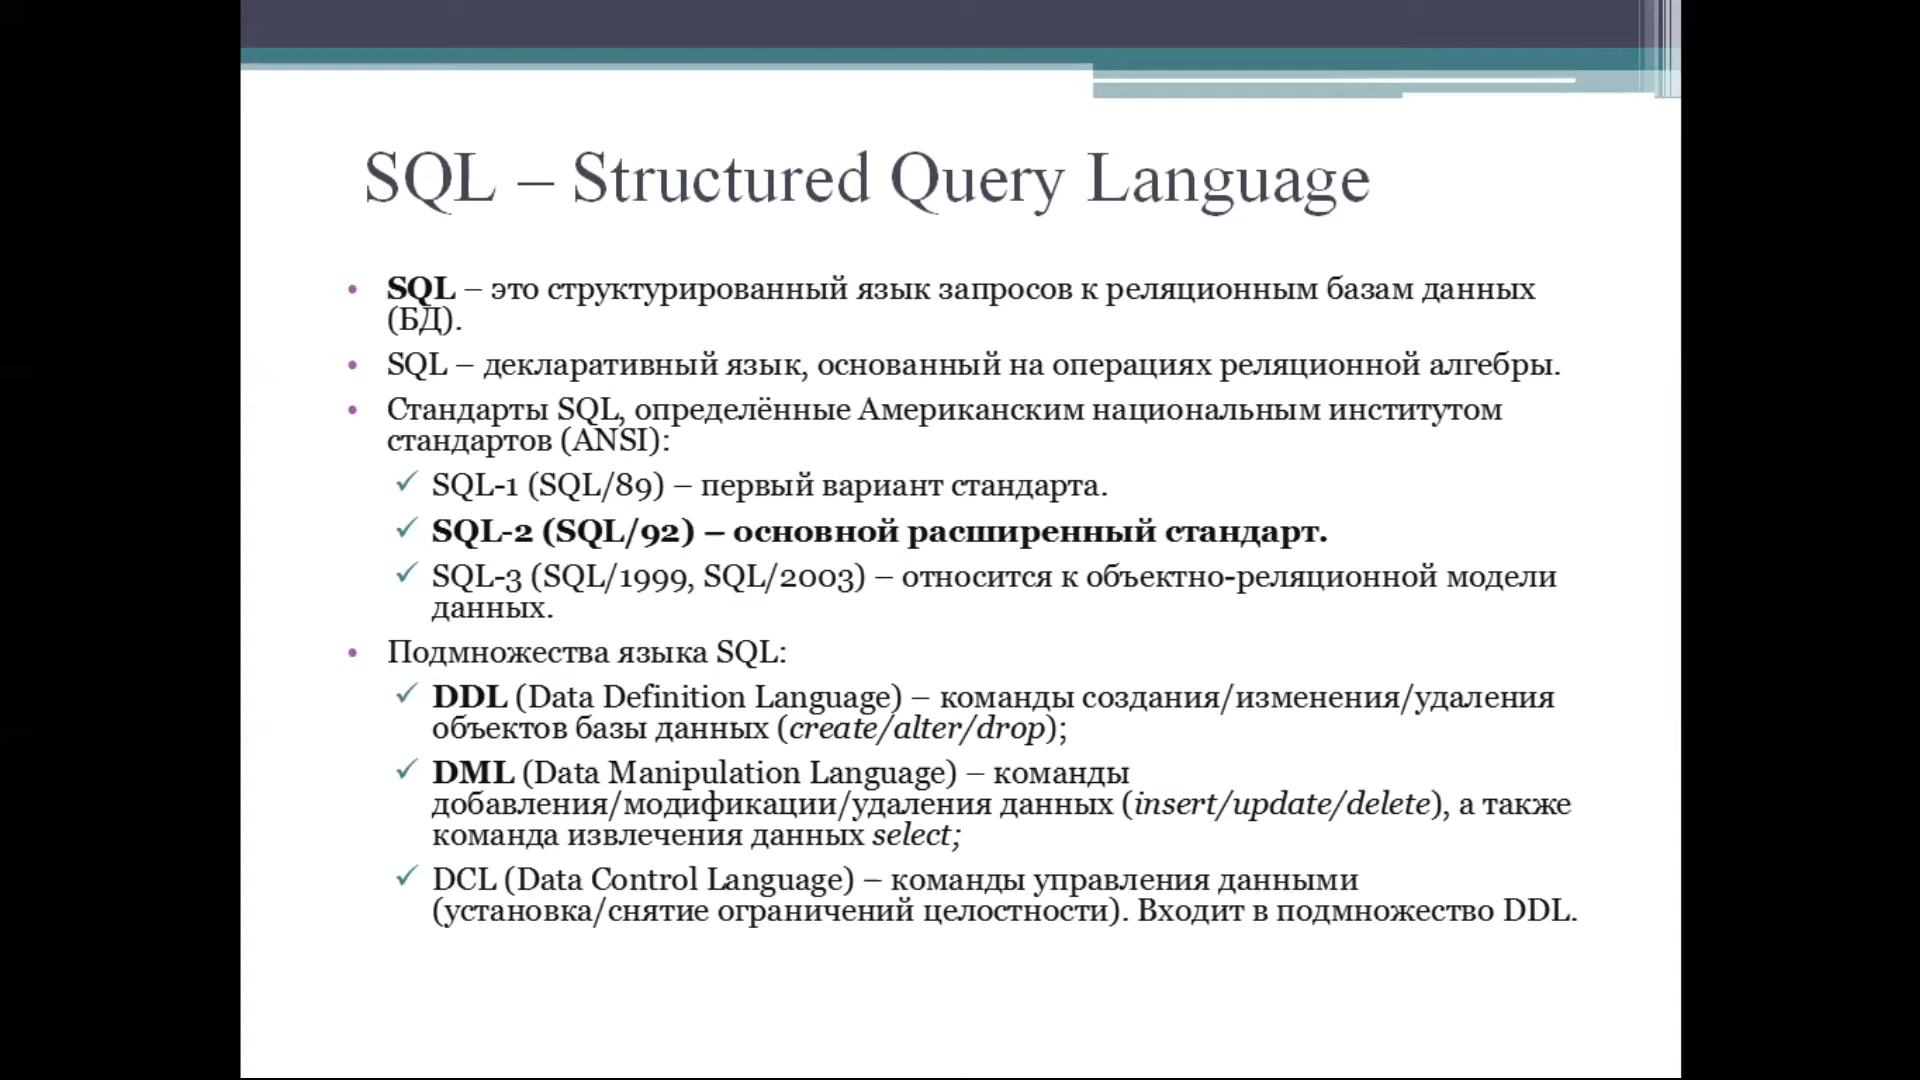 SQL – Structured Query Language
• SQL – это структурированный язык запросов к реляционным базам данных
(БД).
• SQL – декларативный язык, основанный на операциях реляционной алгебры.
• Стандарты SQL, определённые Американским национальным институтом
стандартов (ANSI):
✓ SQL-1 (SQL/89) – первый вариант стандарта.
✓ SQL-2 (SQL/92) – основной расширенный стандарт.
✓ SQL-3 (SQL/1999, SQL/2003) – относится к объектно-реляционной модели
данных.
• Подмножества языка SQL:
✓ DDL (Data Definition Language) – команды создания/изменения/удаления
объектов базы данных (create/alter/drop);
✓ DML (Data Manipulation Language) – команды
добавления/модификации/удаления данных (insert/update/delete), а также
команда извлечения данных select;
✓ DCL (Data Control Language) – команды управления данными
(установка/снятие ограничений целостности). Входит в подмножество DDL.